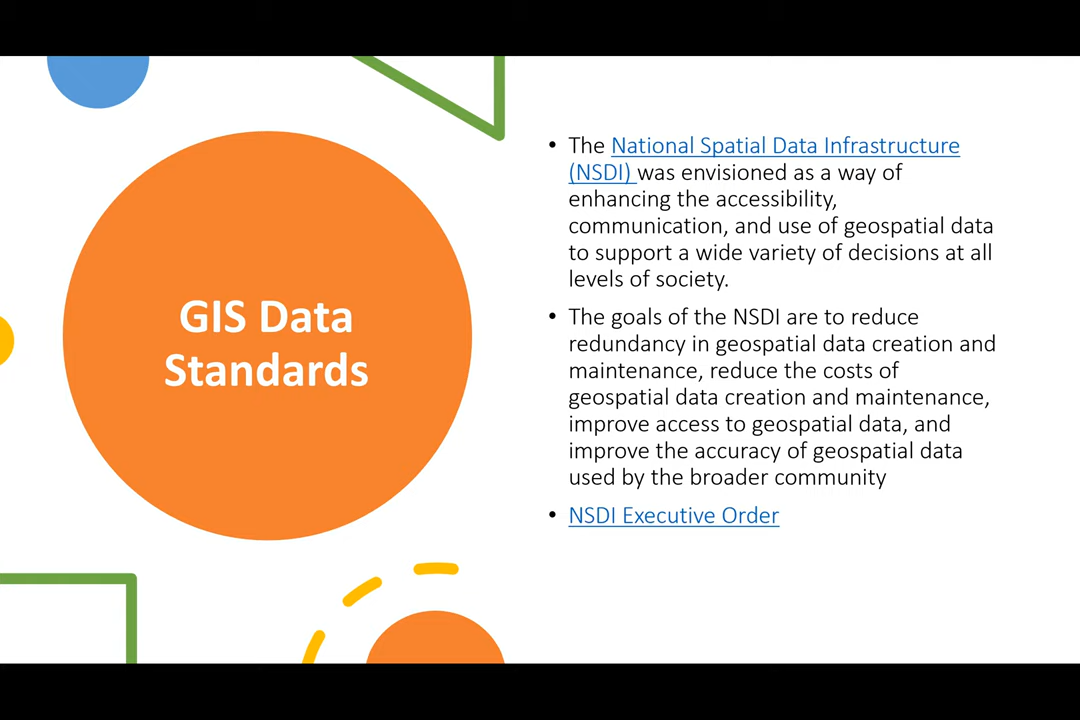 GIS Data
Standards
• The National Spatial Data Infrastructure
(NSDI) was envisioned as a way of
enhancing the accessibility,
communication, and use of geospatial data
to support a wide variety of decisions at all
levels of society.
• The goals of the NSDI are to reduce
redundancy in geospatial data creation and
maintenance, reduce the costs of
geospatial data creation and maintenance,
improve access to geospatial data, and
improve the accuracy of geospatial data
used by the broader community
• NSDI Executive Order